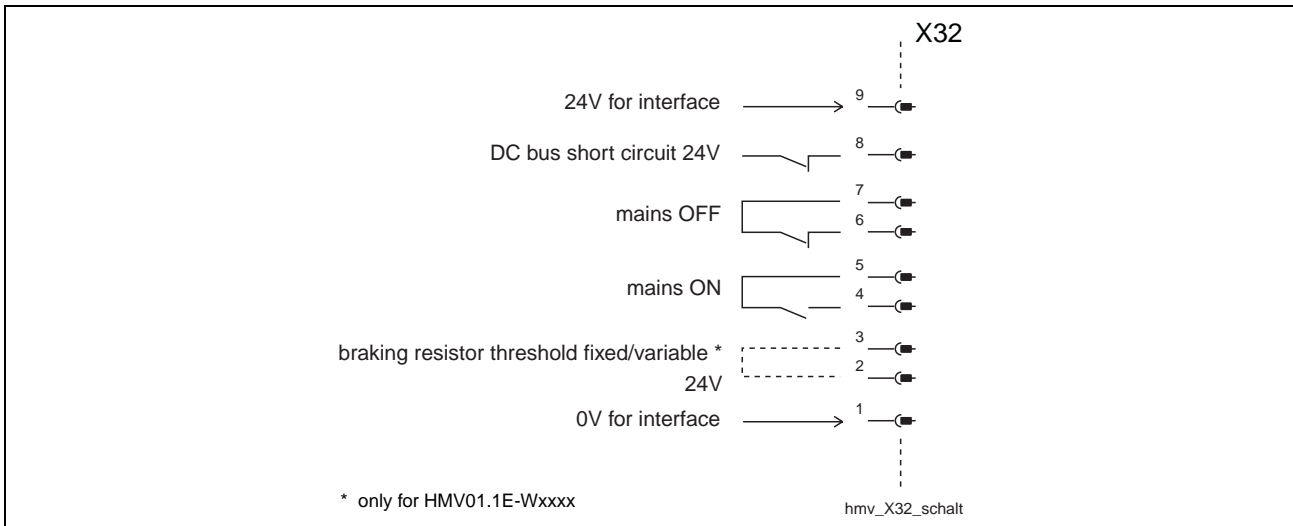 X32
24V for interface 9
DC bus short circuit 24V 8
7
mains OFF 6
5
mains ON 4
braking resistor threshold fixed/variable * 3
24V 2
0V for interface 1
* only for HMV01.1E-Wxxxx
hmv_X32_schalt